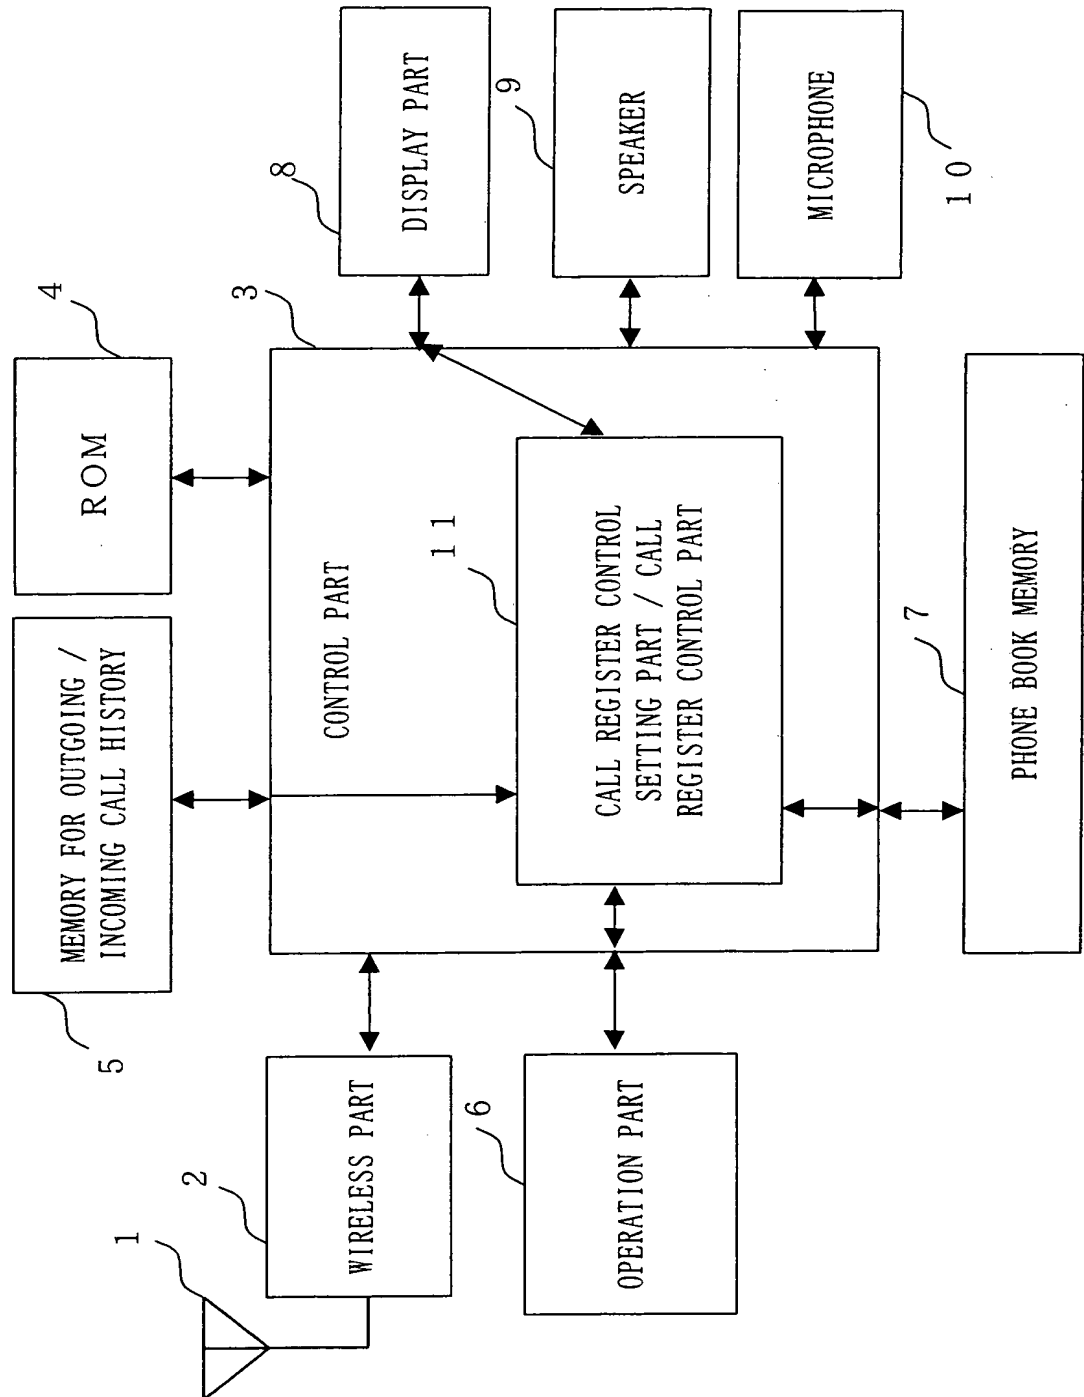 1
2
WIRELESS PART
6
OPERATION PART
5
MEMORY FOR OUTGOING /
INCOMING CALL HISTORY
4
ROM
3
CONTROL PART
11
CALL REGISTER CONTROL
SETTING PART / CALL
REGISTER CONTROL PART
7
PHONE BOOK MEMORY
8
DISPLAY PART
9
SPEAKER
10
MICROPHONE